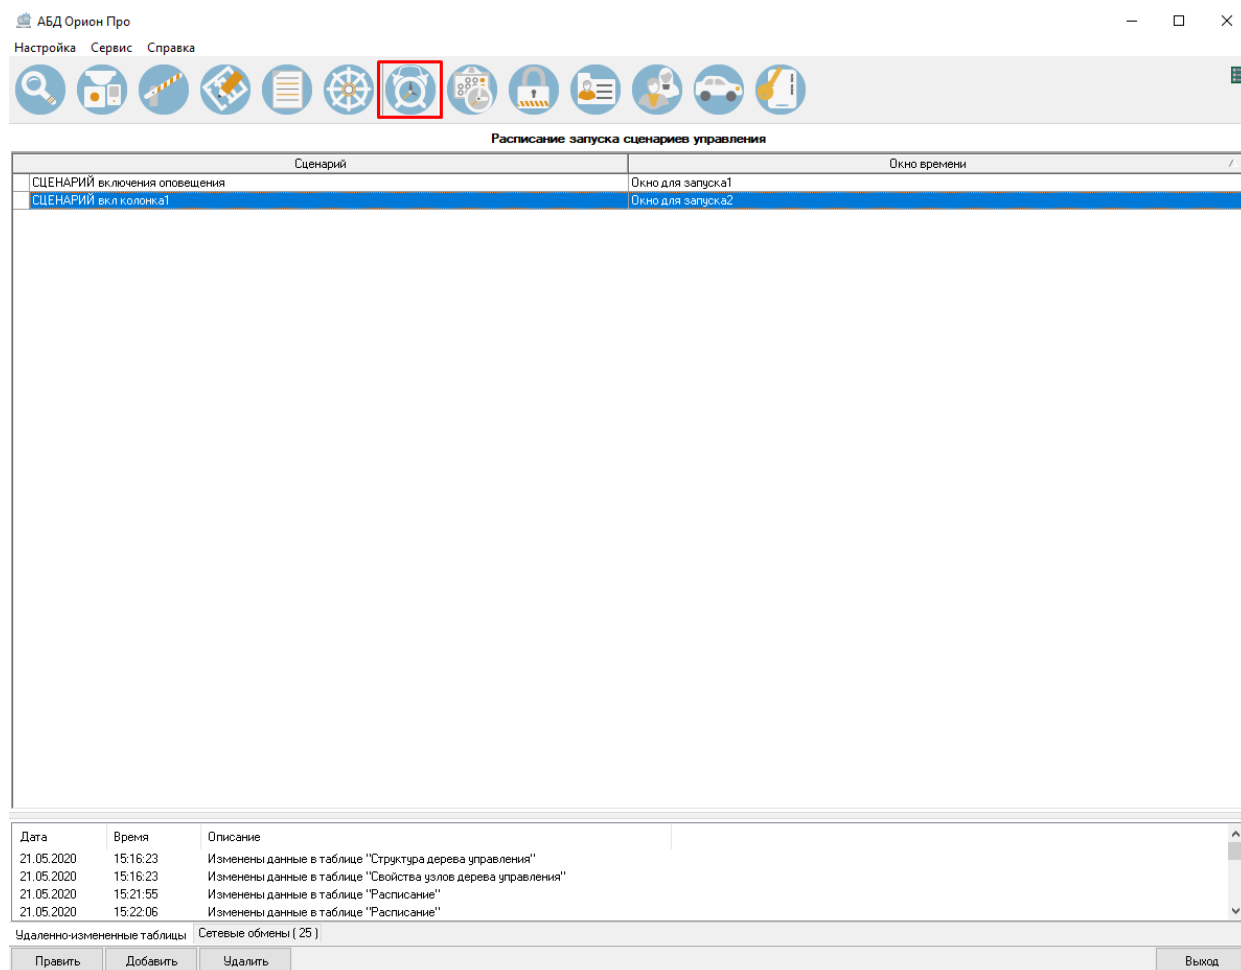 АБД Орион Про
Настройка Сервис Справка
Расписание запуска сценариев управления
Сценарий Окно времени
СЦЕНАРИЙ включения оповещения Окно для запуска1
СЦЕНАРИЙ вкл колонка1 Окно для запуска2
Дата Время Описание
21.05.2020 15:16:23 Изменены данные в таблице "Структура дерева управления"
21.05.2020 15:16:23 Изменены данные в таблице "Свойства узлов дерева управления"
21.05.2020 15:21:55 Изменены данные в таблице "Расписание"
21.05.2020 15:22:06 Изменены данные в таблице "Расписание"
Удаленно-измененные таблицы Сетевые обмены ( 25 )
Править Добавить Удалить Выход